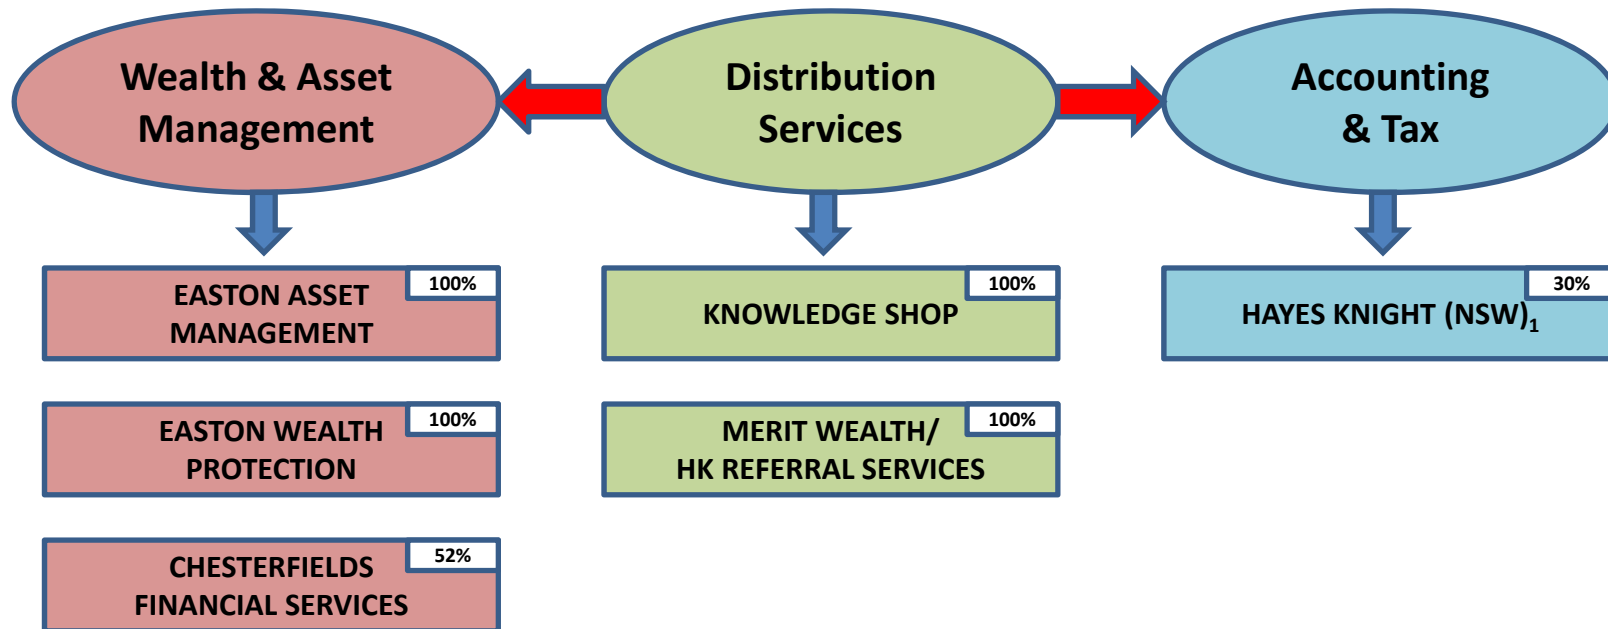 Wealth & Asset
Management
Distribution
Services
Accounting
& Tax
100%
EASTON ASSET
MANAGEMENT
100%
KNOWLEDGE SHOP
30%
HAYES KNIGHT (NSW)1
100%
EASTON WEALTH
PROTECTION
100%
MERIT WEALTH/
HK REFERRAL SERVICES
52%
CHESTERFIELDS
FINANCIAL SERVICES